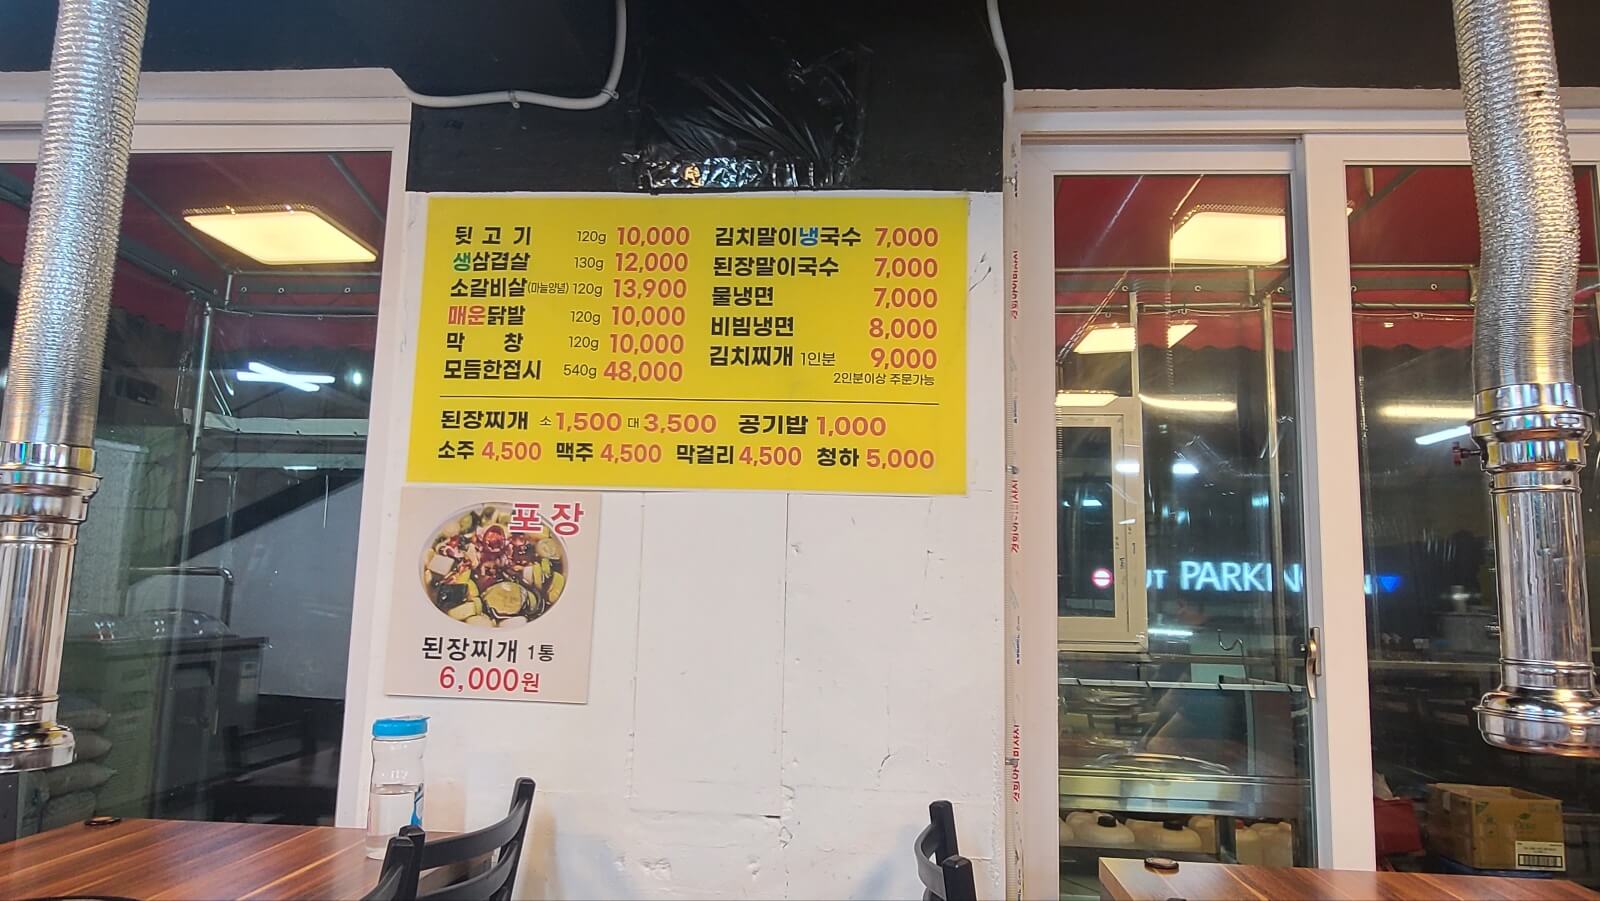 뒷고기 120g 10,000
생삼겹살 130g 12,000
소갈비살(마늘양념) 120g 13,900
매운닭발 120g 10,000
막창 120g 10,000
모듬한접시 540g 48,000
김치말이냉국수 7,000
된장말이국수 7,000
물냉면 7,000
비빔냉면 8,000
김치찌개 1인분 9,000
2인분이상 주문가능
된장찌개 소 1,500 대 3,500 공기밥 1,000
소주 4,500 맥주 4,500 막걸리 4,500 청하 5,000
포장
된장찌개 1통
6,000원
PARKING